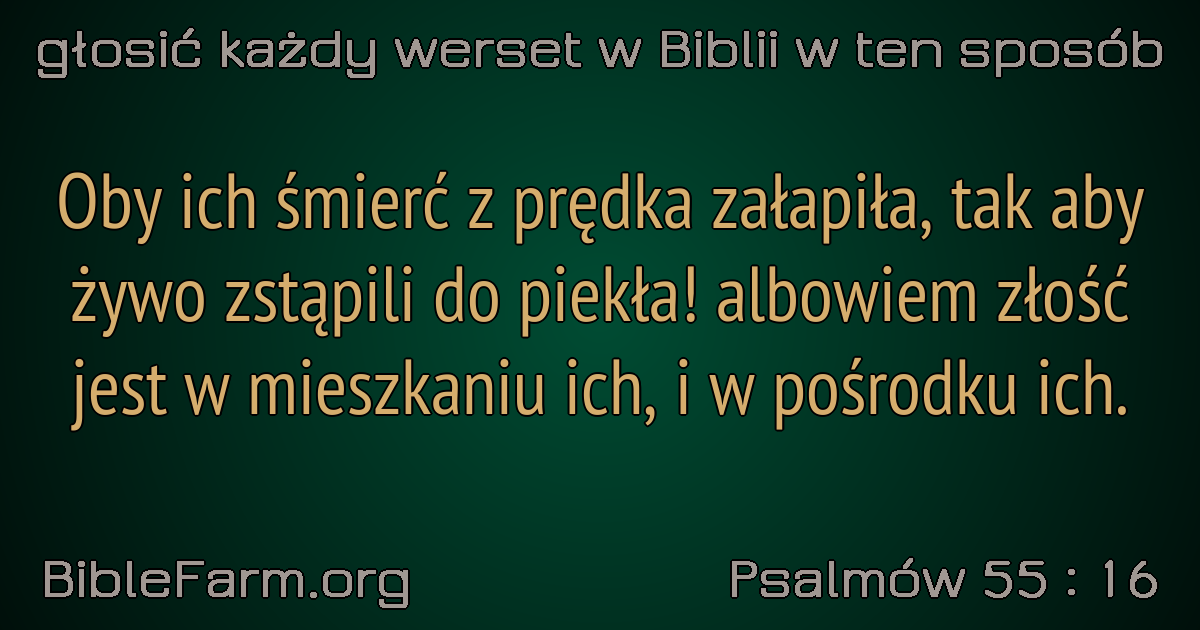 głosić każdy werset w Biblii w ten sposób
Oby ich śmierć z prędka załapiła, tak aby
żywo zstąpili do piekła! albowiem złość
jest w mieszkaniu ich, i w pośrodku ich.
BibleFarm.org
Psalmów 55 : 16